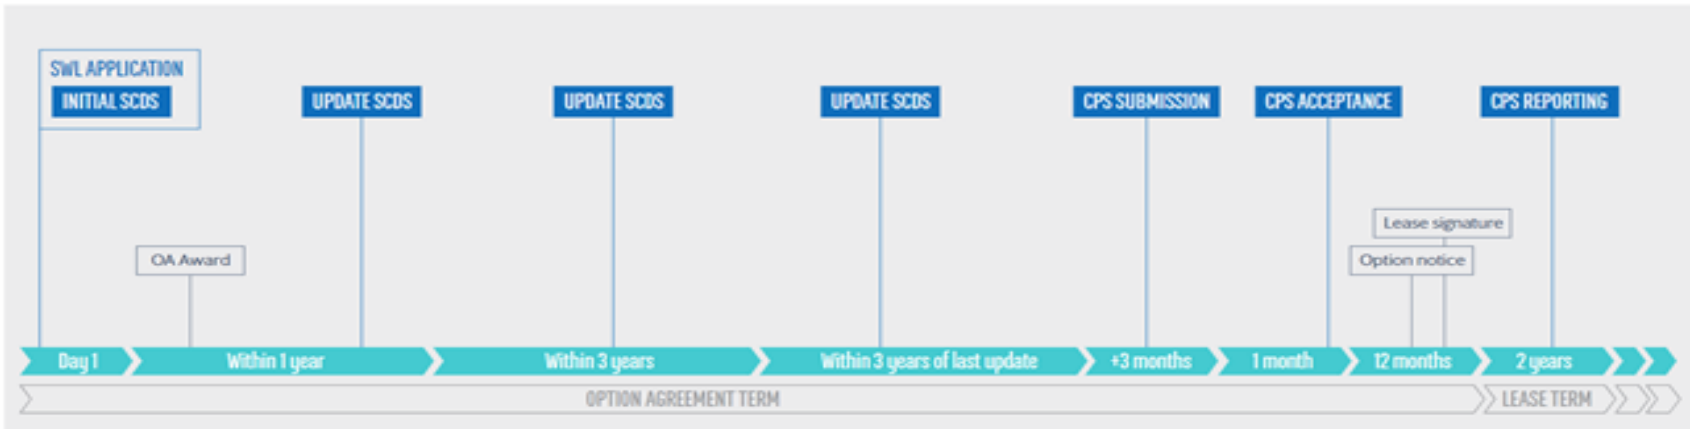 SWL APPLICATION
INITIAL SCDS
UPDATE SCDS
UPDATE SCDS
UPDATE SCDS
CPS SUBMISSION
CPS ACCEPTANCE
CPS REPORTING
Lease signature
OA Award
Option notice
Day 1
Within 1 year
Within 3 years
Within 3 years of last update
+3 months
1 month
12 months
2 years
OPTION AGREEMENT TERM
LEASE TERM